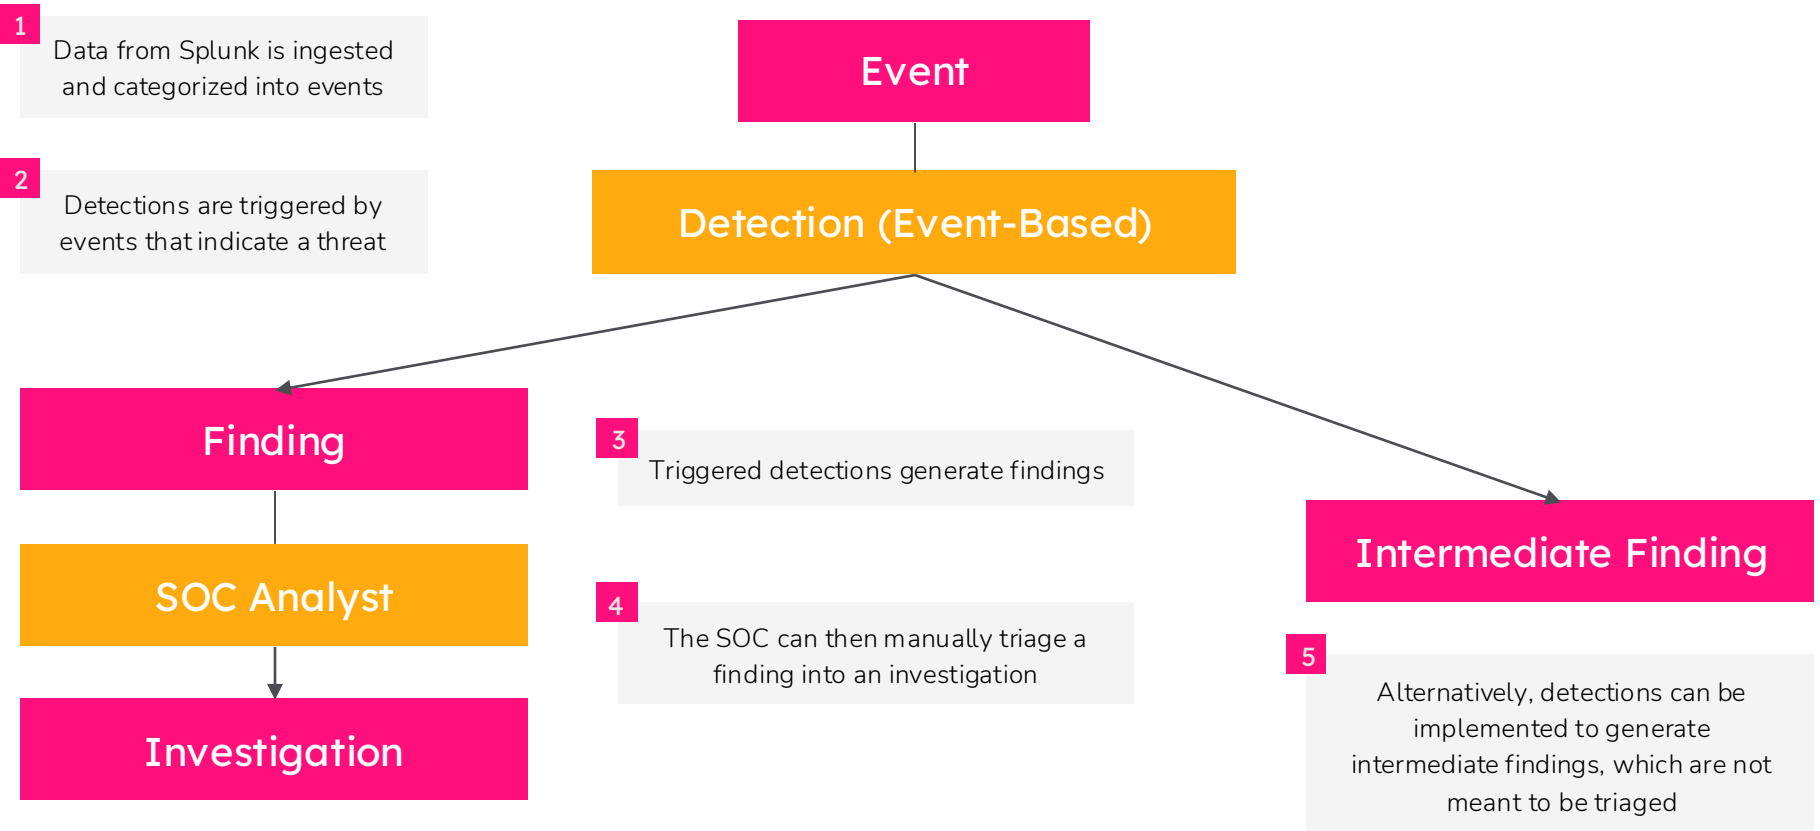 1
Data from Splunk is ingested
and categorized into events
Event
2
Detections are triggered by
events that indicate a threat
Detection (Event-Based)
Finding
3
Triggered detections generate findings
SOC Analyst
4
The SOC can then manually triage a
finding into an investigation
Investigation
Intermediate Finding
5
Alternatively, detections can be
implemented to generate
intermediate findings, which are not
meant to be triaged